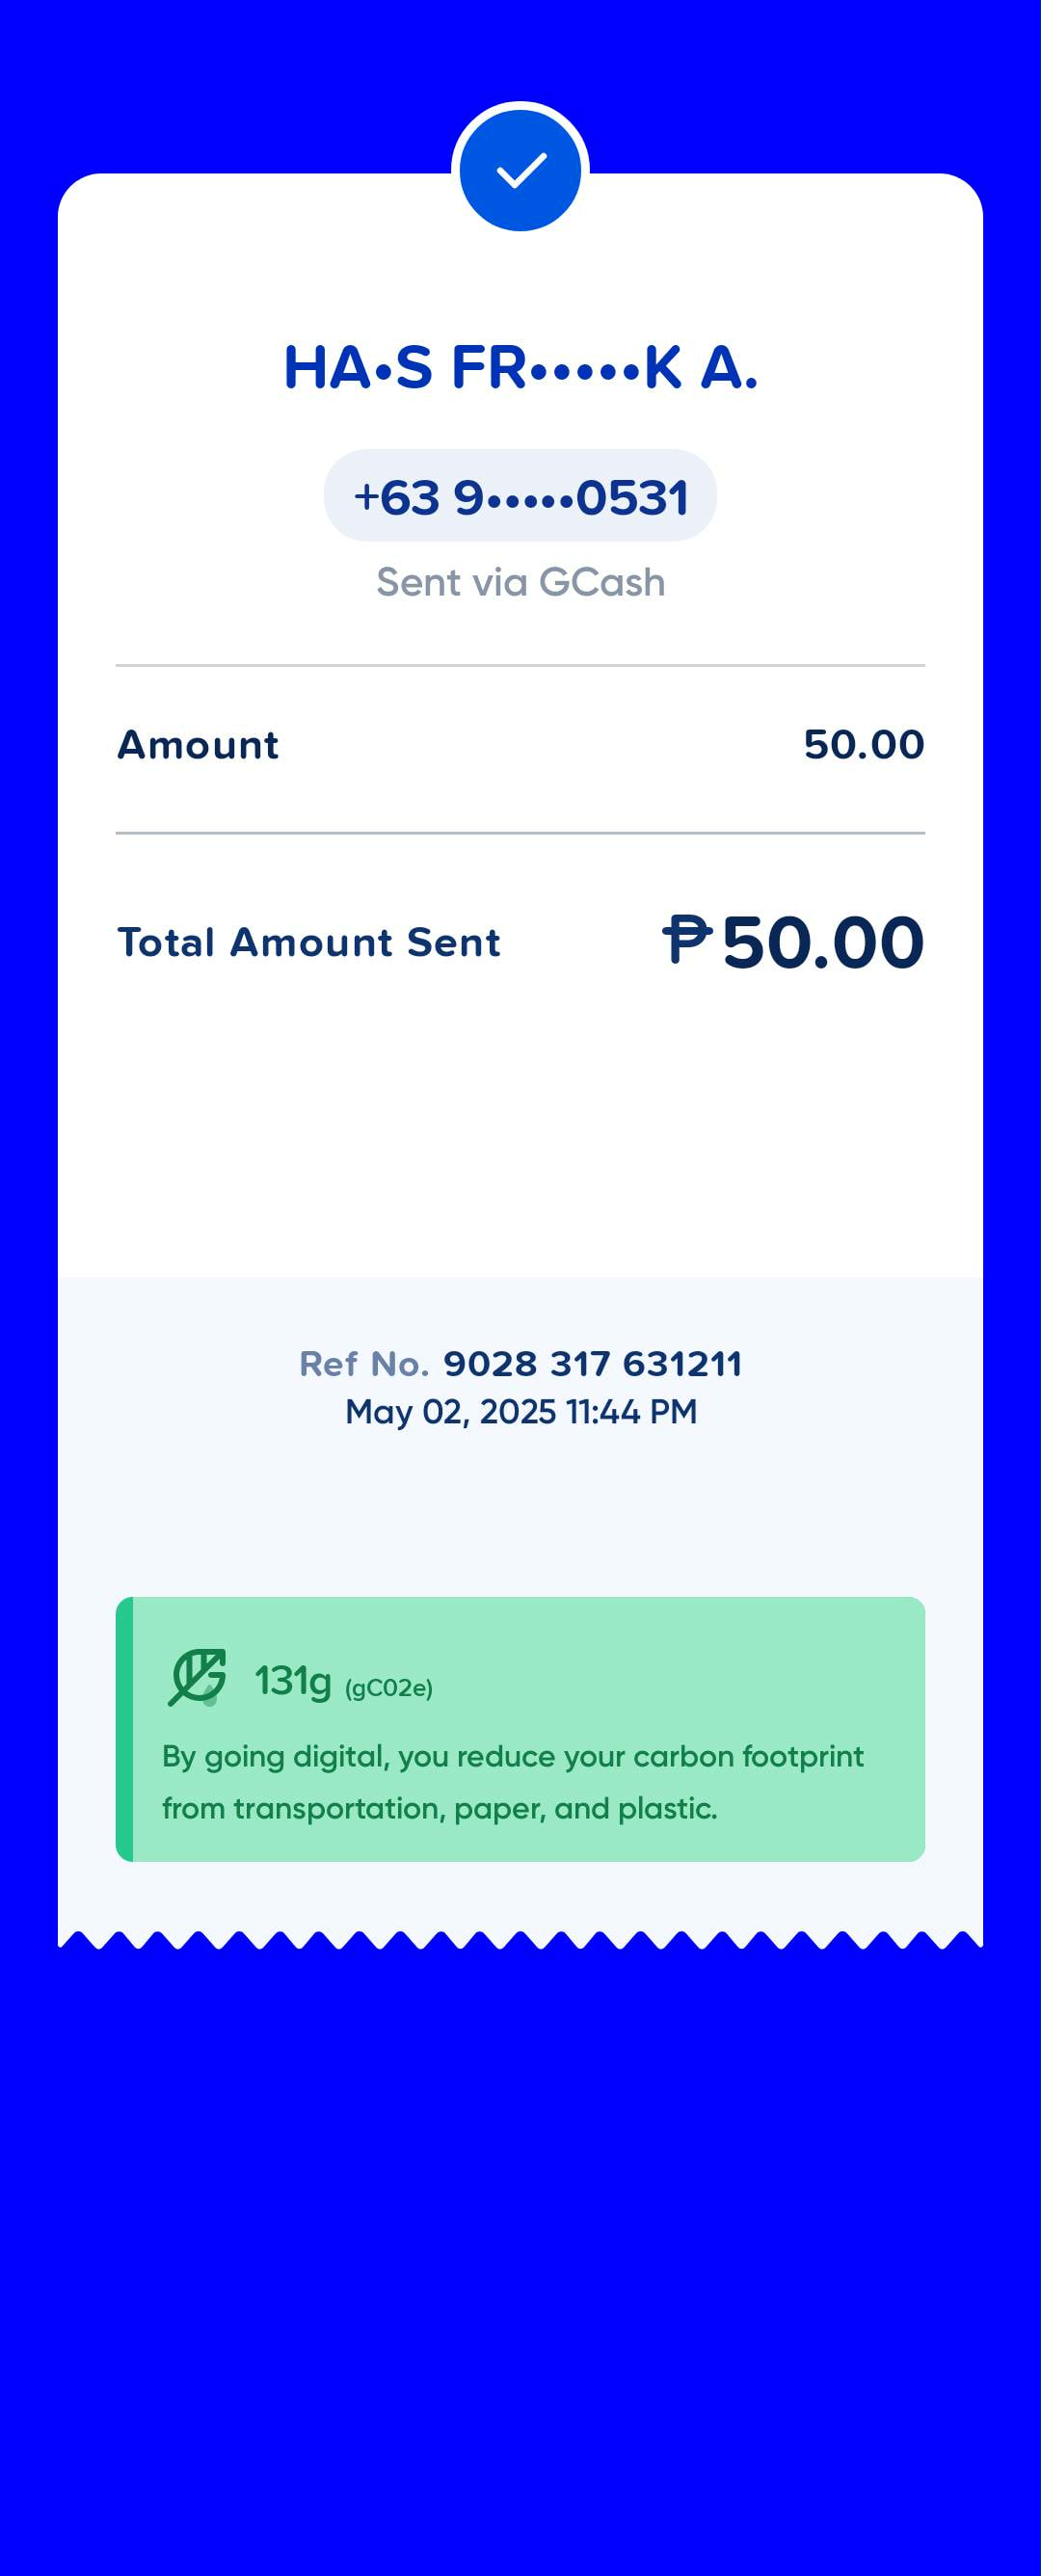 HA•S FR•••••K A.
+63 9•••••0531
Sent via GCash
Amount 50.00
Total Amount Sent ₱50.00
Ref No. 9028 317 631211
May 02, 2025 11:44 PM
131g (gC02e)
By going digital, you reduce your carbon footprint
from transportation, paper, and plastic.